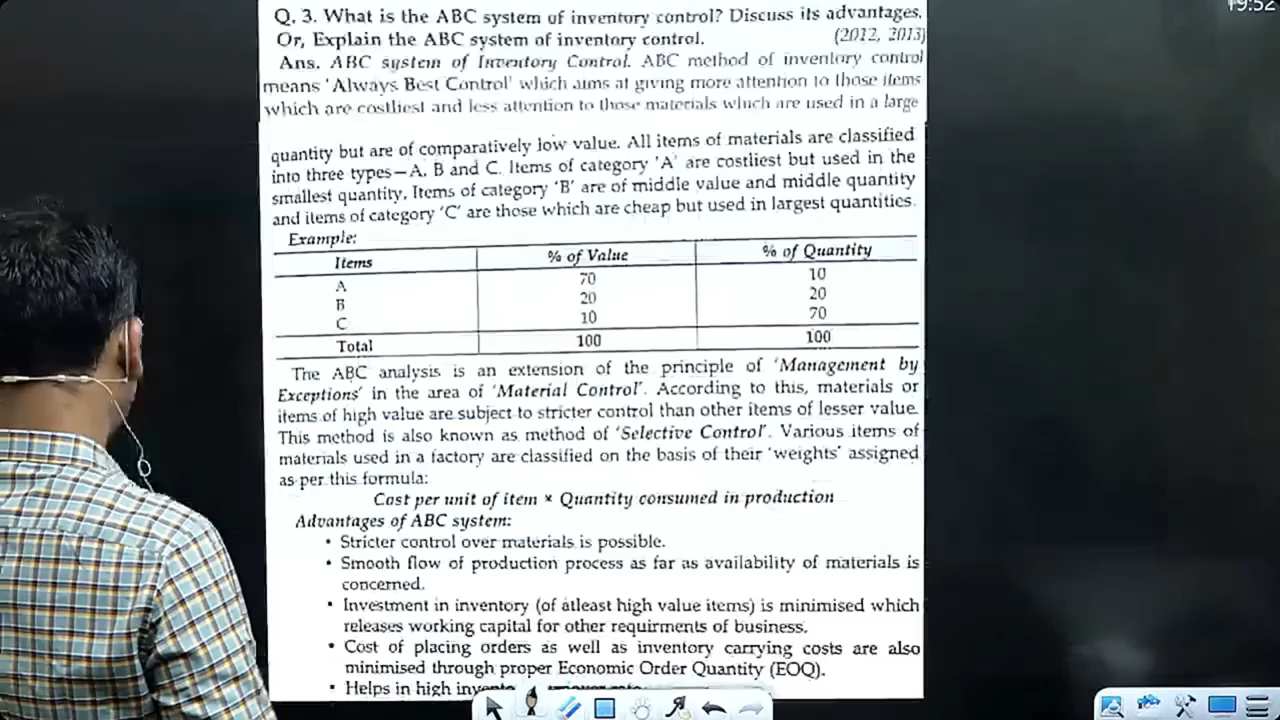 19:52
Q. 3. What is the ABC system of inventory control? Discuss its advantages.
Or, Explain the ABC system of inventory control. (2012, 2013)
Ans. ABC system of Inventory Control. ABC method of inventory control
means 'Always Best Control' which aims at giving more attention to those items
which are costliest and less attention to those materials which are used in a large
quantity but are of comparatively low value. All items of materials are classified
into three types—A, B and C. Items of category 'A' are costliest but used in the
smallest quantity. Items of category 'B' are of middle value and middle quantity
and items of category 'C' are those which are cheap but used in largest quantities.
Example:
Items % of Value % of Quantity
A 70 10
B 20 20
C 10 70
Total 100 100
The ABC analysis is an extension of the principle of 'Management by
Exceptions' in the area of 'Material Control'. According to this, materials or
items of high value are subject to stricter control than other items of lesser value.
This method is also known as method of 'Selective Control'. Various items of
materials used in a factory are classified on the basis of their 'weights' assigned
as per this formula:
Cost per unit of item × Quantity consumed in production
Advantages of ABC system:
• Stricter control over materials is possible.
• Smooth flow of production process as far as availability of materials is
concerned.
• Investment in inventory (of atleast high value items) is minimised which
releases working capital for other requirments of business.
• Cost of placing orders as well as inventory carrying costs are also
minimised through proper Economic Order Quantity (EOQ).
• Helps in high